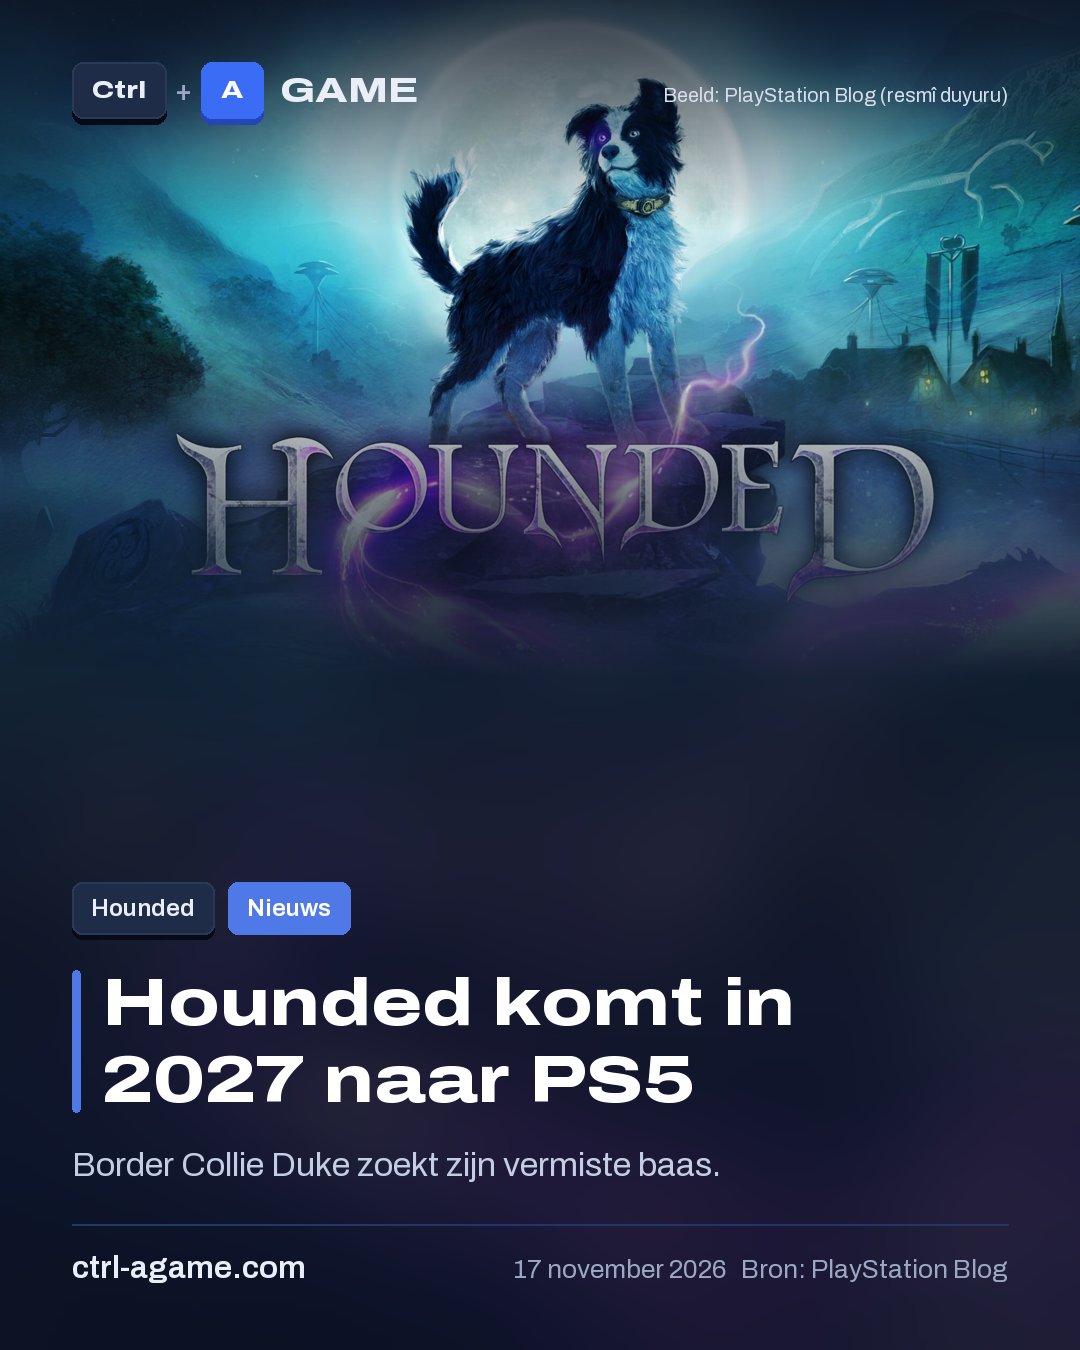 Ctrl + A GAME
Beeld: PlayStation Blog (resmî duyuru)
HOUNDED
Hounded Nieuws
Hounded komt in
2027 naar PS5
Border Collie Duke zoekt zijn vermiste baas.
ctrl-agame.com
17 november 2026 Bron: PlayStation Blog